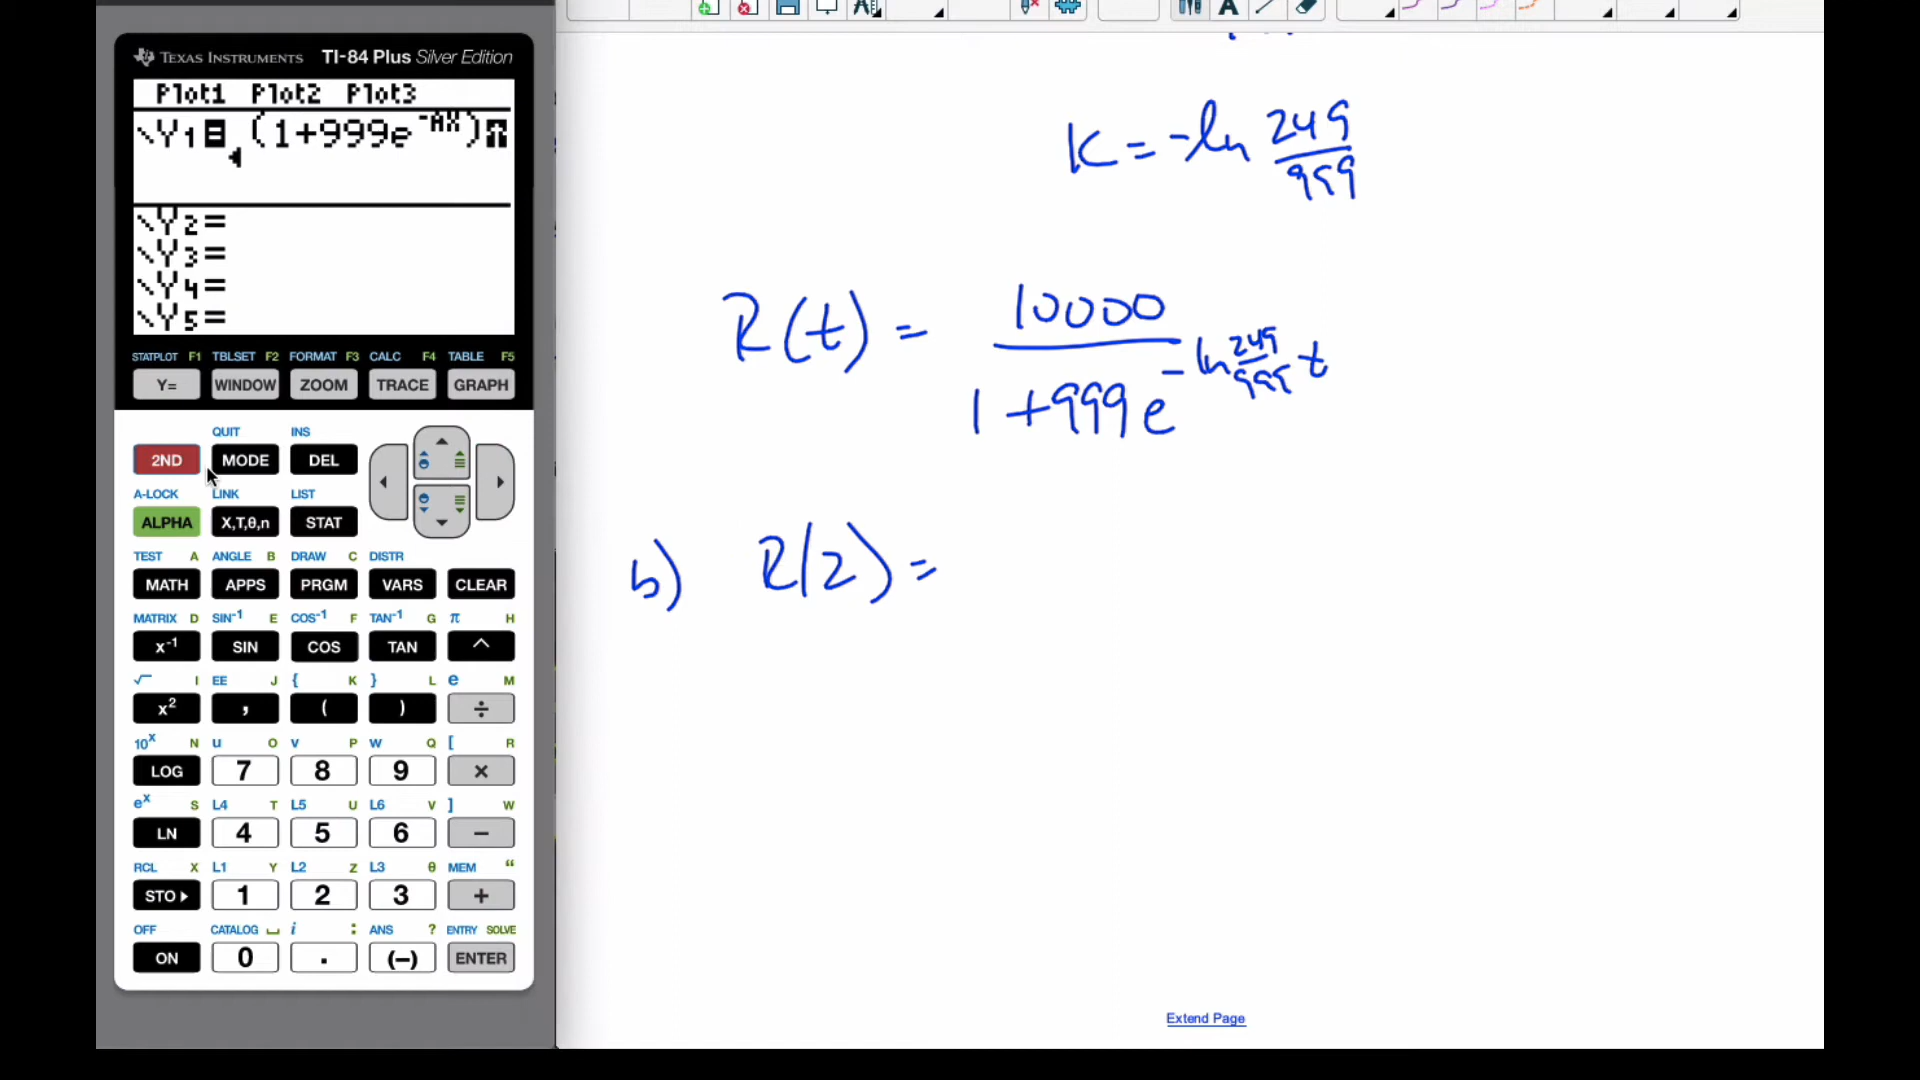 TEXAS INSTRUMENTS TI-84 Plus Silver Edition
Plot1 Plot2 Plot3
\Y1=(1+999e^-AX)
\Y2=
\Y3=
\Y4=
\Y5=
STATPLOT F1 TBLSET F2 FORMAT F3 CALC F4 TABLE F5
Y= WINDOW ZOOM TRACE GRAPH
QUIT INS
2ND MODE DEL
A-LOCK LINK LIST
ALPHA X,T,θ,n STAT
TEST A ANGLE B DRAW C DISTR
MATH APPS PRGM VARS CLEAR
MATRIX D SIN⁻¹ E COS⁻¹ F TAN⁻¹ G π H
x⁻¹ SIN COS TAN ^
√ I EE J { K } L e M
x² , ( ) ÷
10ˣ N u O v P w Q [ R
LOG 7 8 9 ×
eˣ S L4 T L5 U L6 V ] W
LN 4 5 6 −
RCL X L1 Y L2 Z L3 θ MEM “
STO▶ 1 2 3 +
OFF CATALOG ⎵ i : ANS ? ENTRY SOLVE
ON 0 . (−) ENTER
K = -ln 249/999
R(t) = 10000 / 1+999e^-ln 249/999 t
b) R(2) =
Extend Page